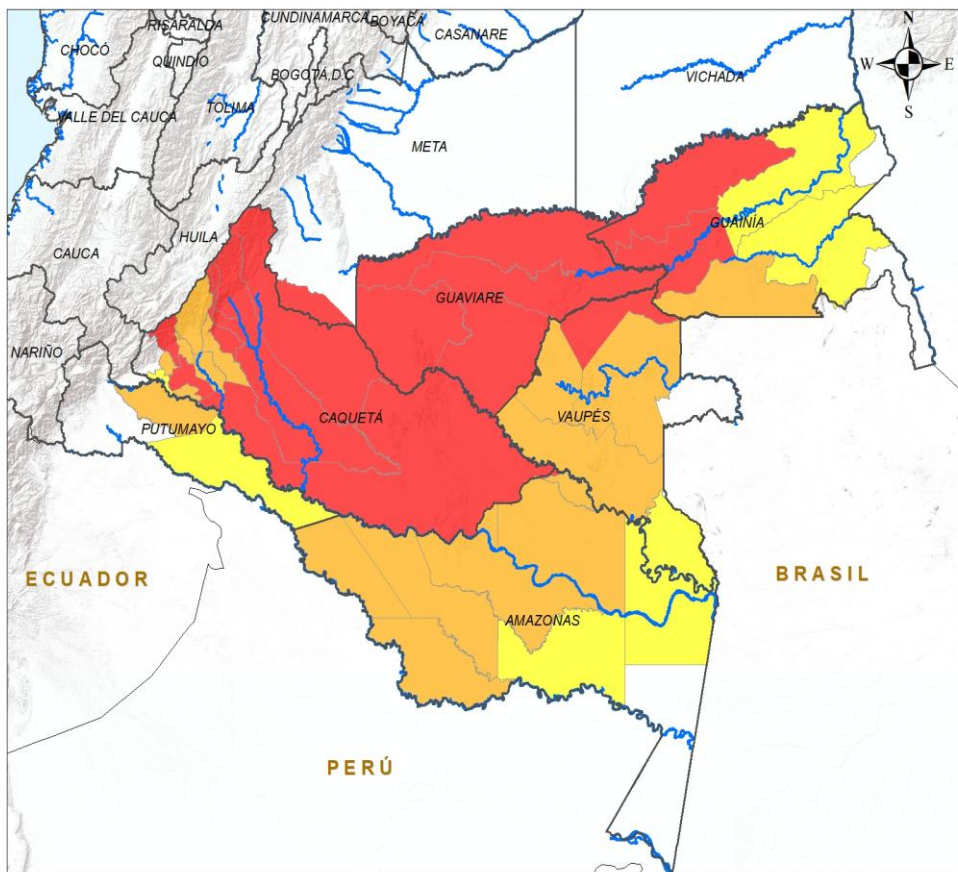 RISARALDA
CUNDINAMARCA
BOYACÁ
CASANARE
N
CHOCÓ
QUINDIO
BOGOTÁ,D.C
W
E
VICHADA
TOLIMA
S
VALLE DEL CAUCA
META
GUAINÍA
HUILA
CAUCA
GUAVIARE
NARIÑO
CAQUETÁ
VAUPÉS
PUTUMAYO
ECUADOR
BRASIL
AMAZONAS
PERÚ